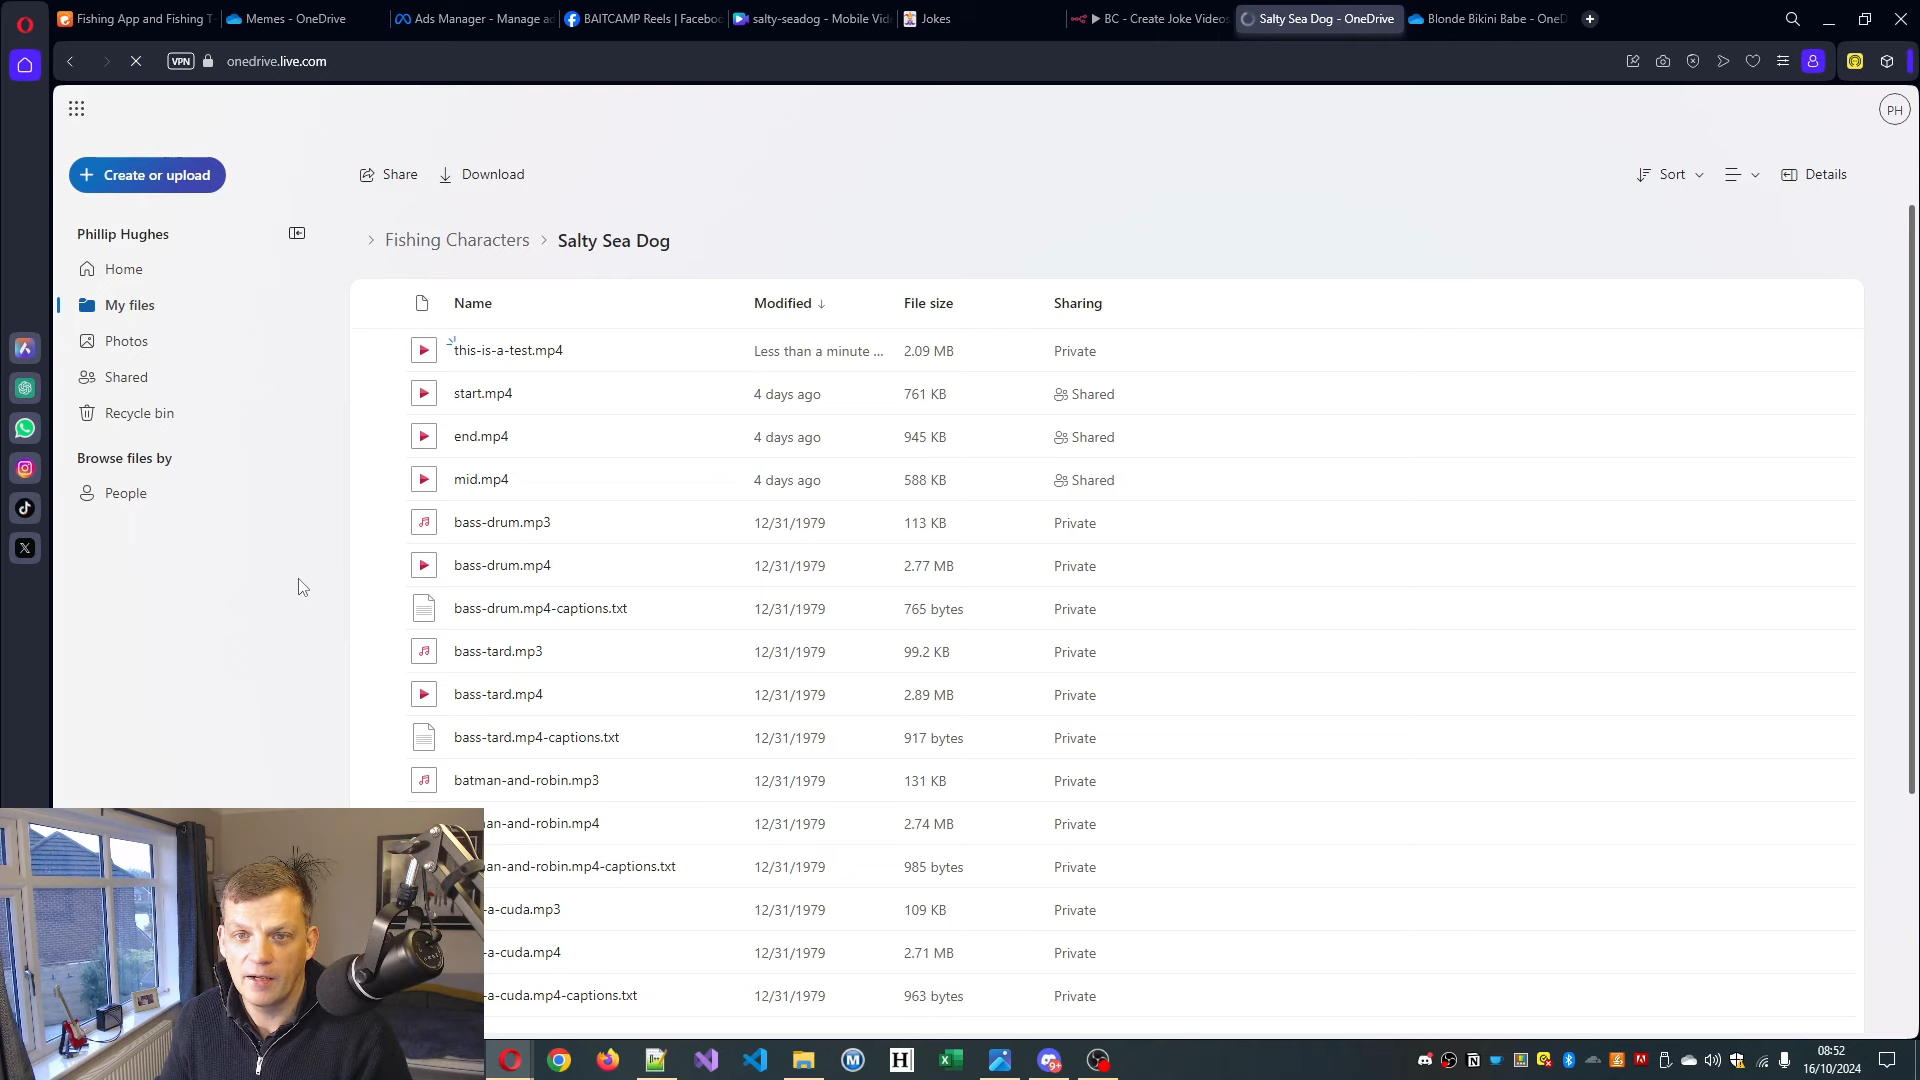 Fishing App and Fishing T
Memes - OneDrive
Ads Manager - Manage ad
BAITCAMP Reels | Faceboo
salty-seadog - Mobile Vid
Jokes
BC - Create Joke Videos
Salty Sea Dog - OneDrive
Blonde Bikini Babe - OneD
VPN
onedrive.live.com
PH
Create or upload
Share
Download
Sort
Details
Phillip Hughes
Fishing Characters > Salty Sea Dog
Home
My files
Photos
Shared
Recycle bin
Browse files by
People
Name Modified File size Sharing
this-is-a-test.mp4 Less than a minute ... 2.09 MB Private
start.mp4 4 days ago 761 KB Shared
end.mp4 4 days ago 945 KB Shared
mid.mp4 4 days ago 588 KB Shared
bass-drum.mp3 12/31/1979 113 KB Private
bass-drum.mp4 12/31/1979 2.77 MB Private
bass-drum.mp4-captions.txt 12/31/1979 765 bytes Private
bass-tard.mp3 12/31/1979 99.2 KB Private
bass-tard.mp4 12/31/1979 2.89 MB Private
bass-tard.mp4-captions.txt 12/31/1979 917 bytes Private
batman-and-robin.mp3 12/31/1979 131 KB Private
an-and-robin.mp4 12/31/1979 2.74 MB Private
an-and-robin.mp4-captions.txt 12/31/1979 985 bytes Private
-a-cuda.mp3 12/31/1979 109 KB Private
-a-cuda.mp4 12/31/1979 2.71 MB Private
-a-cuda.mp4-captions.txt 12/31/1979 963 bytes Private
08:52
16/10/2024